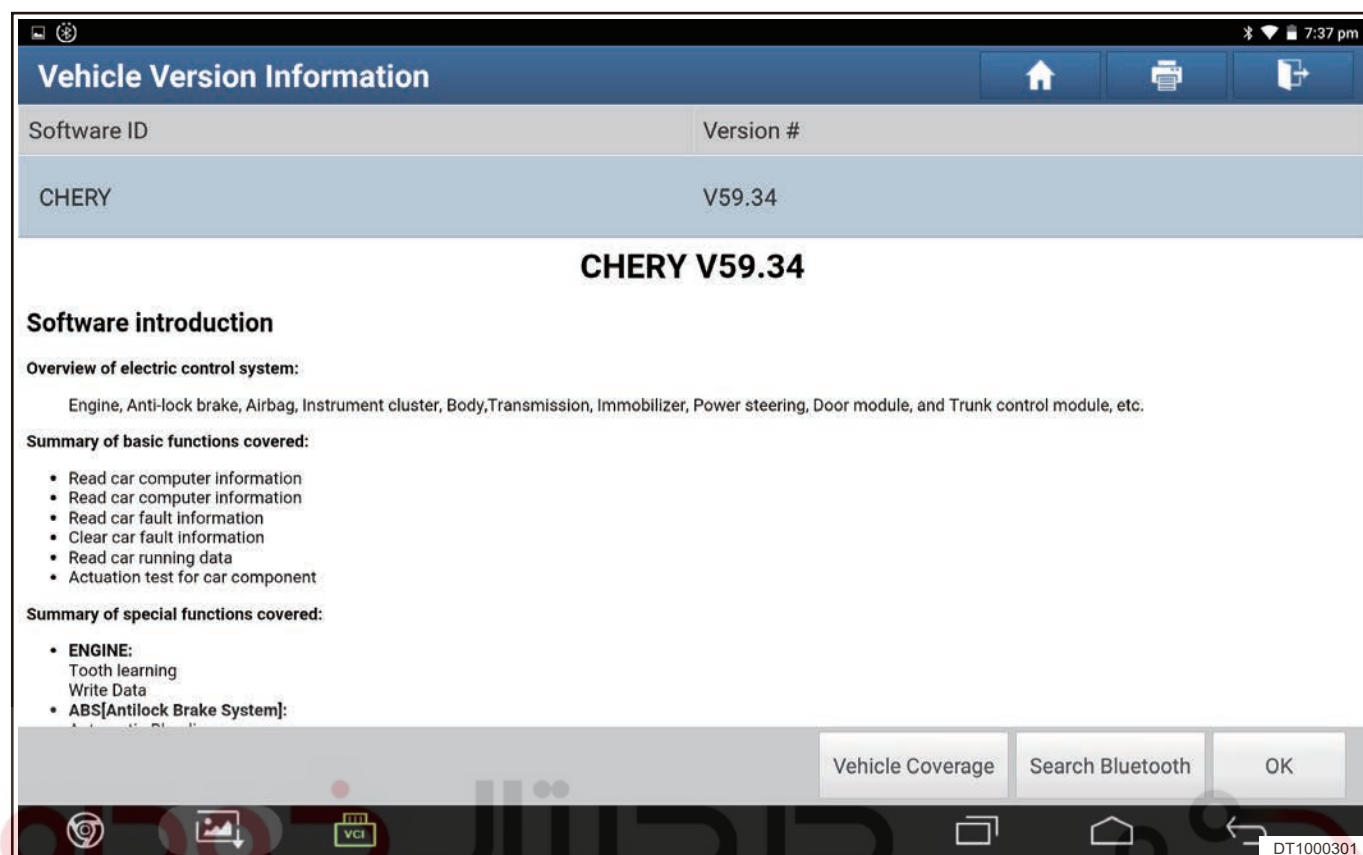 7:37 pm
Vehicle Version Information
Software ID Version #
CHERY V59.34
CHERY V59.34
Software introduction
Overview of electric control system:
Engine, Anti-lock brake, Airbag, Instrument cluster, Body,Transmission, Immobilizer, Power steering, Door module, and Trunk control module, etc.
Summary of basic functions covered:
• Read car computer information
• Read car computer information
• Read car fault information
• Clear car fault information
• Read car running data
• Actuation test for car component
Summary of special functions covered:
• ENGINE:
Tooth learning
Write Data
• ABS[Antilock Brake System]:
Vehicle Coverage Search Bluetooth OK
VCI
DT1000301